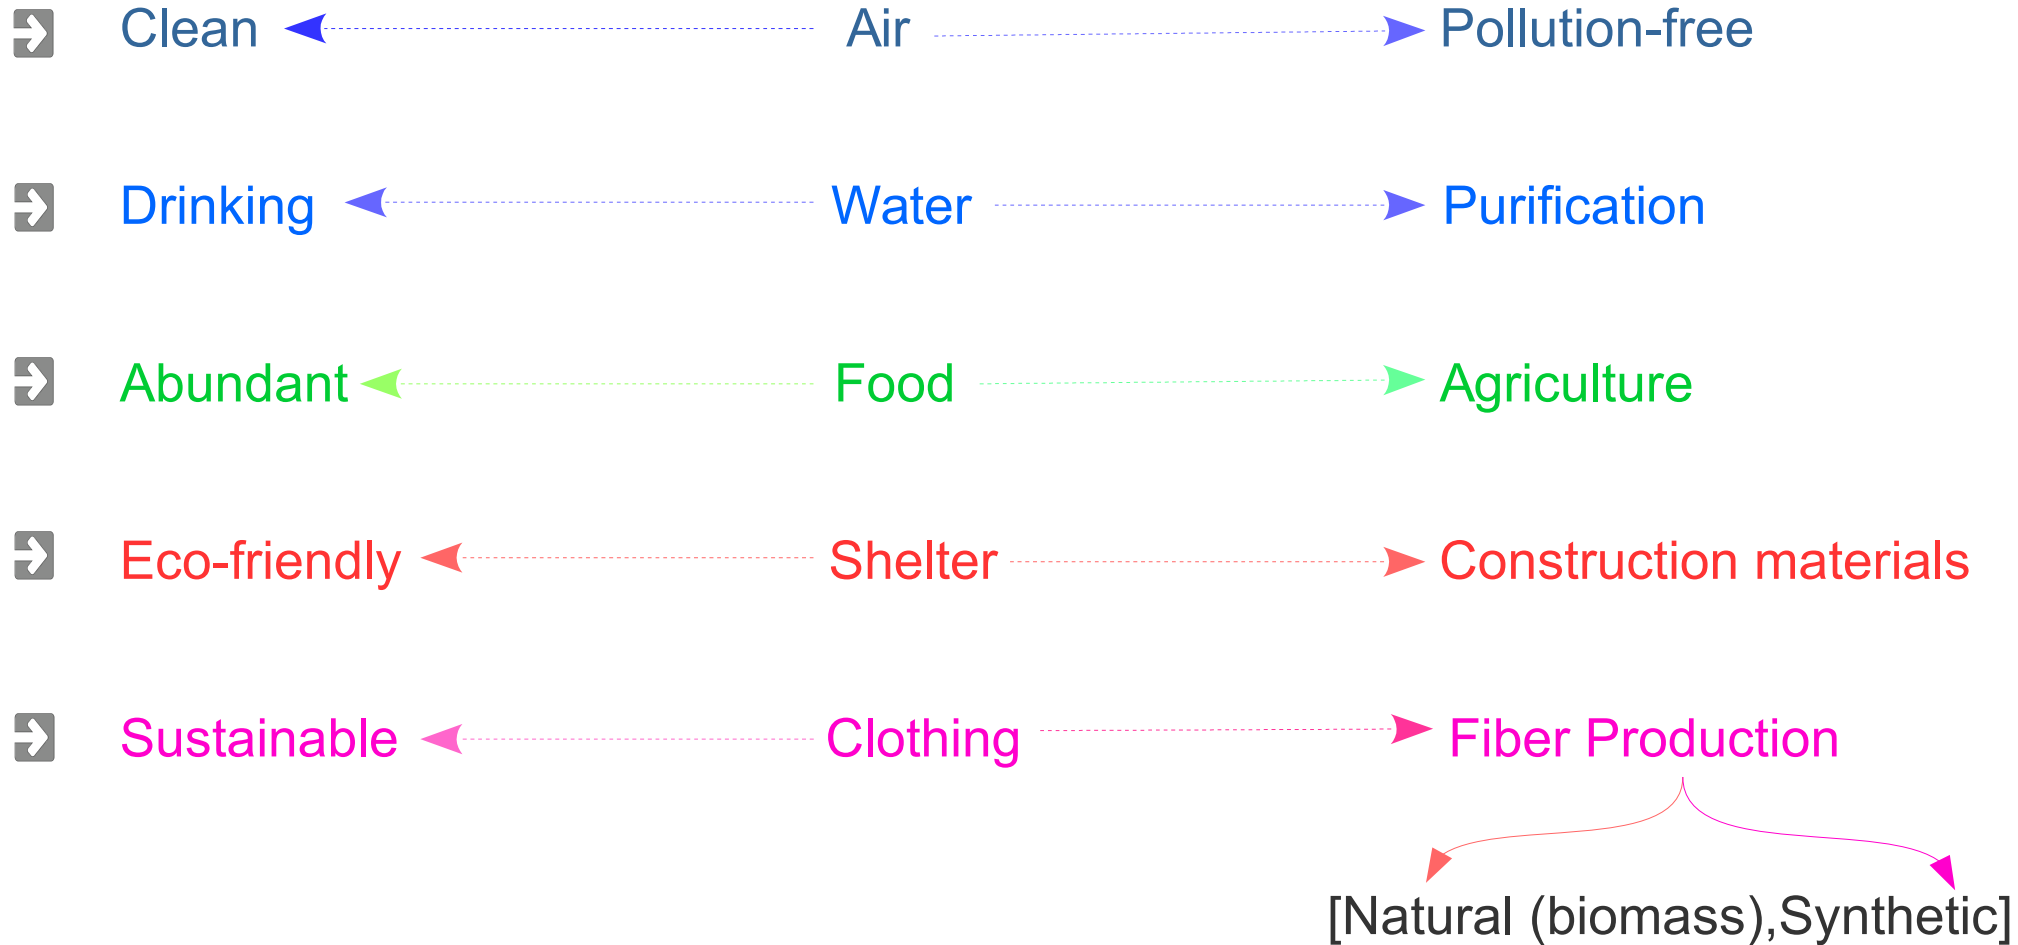 Clean Air Pollution-free
Drinking Water Purification
Abundant Food Agriculture
Eco-friendly Shelter Construction materials
Sustainable Clothing Fiber Production
[Natural (biomass),Synthetic]